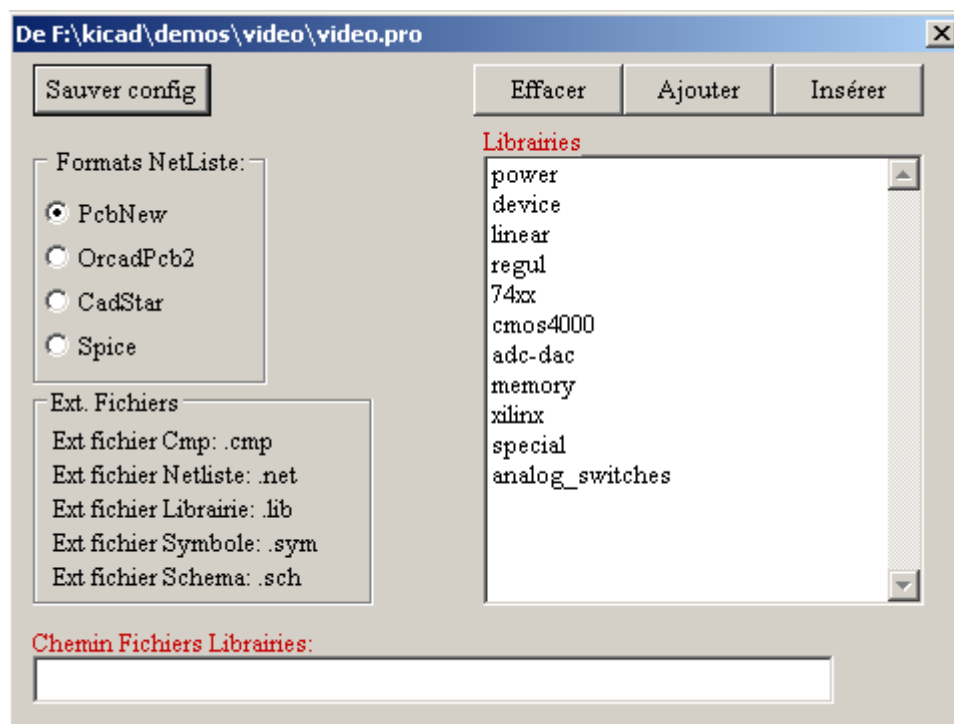 De F:\kicad\demos\video\video.pro
Sauver config
Effacer
Ajouter
Insérer
Formats NetListe:
PcbNew
OrcadPcb2
CadStar
Spice
Ext. Fichiers
Ext fichier Cmp: .cmp
Ext fichier Netliste: .net
Ext fichier Librairie: .lib
Ext fichier Symbole: .sym
Ext fichier Schema: .sch
Librairies
power
device
linear
regul
74xx
cmos4000
adc-dac
memory
xilinx
special
analog_switches
Chemin Fichiers Librairies: